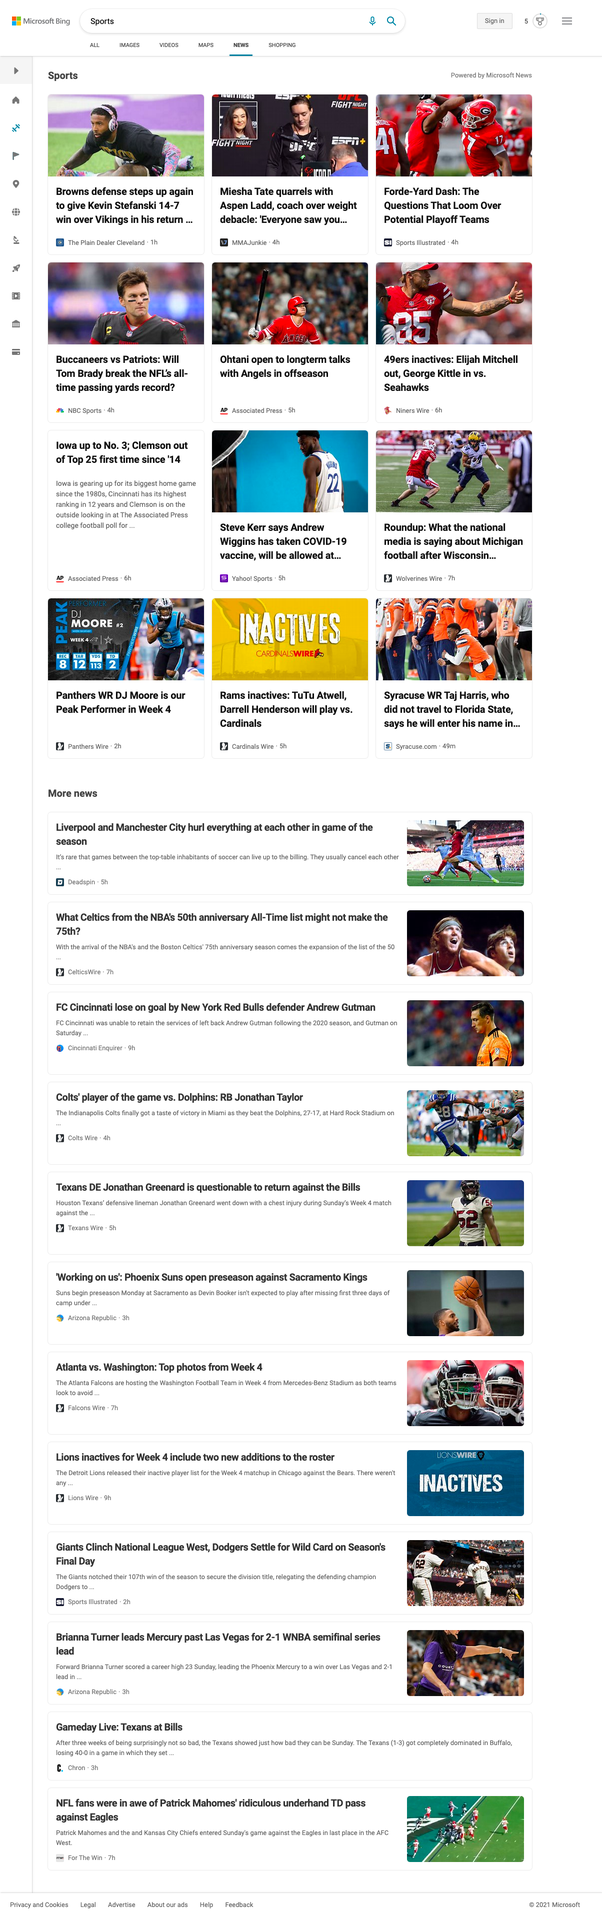 Microsoft Bing
Sports
Sign in
5
ALL IMAGES VIDEOS MAPS NEWS SHOPPING
Sports
Powered by Microsoft News
Browns defense steps up again
to give Kevin Stefanski 14-7
win over Vikings in his return ...
The Plain Dealer Cleveland · 1h
FIGHT NIGHT
ESPN+
Miesha Tate quarrels with
Aspen Ladd, coach over weight
debacle: 'Everyone saw you...
MMAJunkie · 4h
41
17
29
Forde-Yard Dash: The
Questions That Loom Over
Potential Playoff Teams
Sports Illustrated · 4h
Buccaneers vs Patriots: Will
Tom Brady break the NFL's all-
time passing yards record?
NBC Sports · 4h
Ohtani open to longterm talks
with Angels in offseason
AP Associated Press · 5h
85
49ers inactives: Elijah Mitchell
out, George Kittle in vs.
Seahawks
Niners Wire · 6h
Iowa up to No. 3; Clemson out
of Top 25 first time since '14
Iowa is gearing up for its biggest home game
since the 1980s, Cincinnati has its highest
ranking in 12 years and Clemson is on the
outside looking in at The Associated Press
college football poll for ...
AP Associated Press · 6h
22
Steve Kerr says Andrew
Wiggins has taken COVID-19
vaccine, will be allowed at...
Yahoo! Sports · 5h
Roundup: What the national
media is saying about Michigan
football after Wisconsin...
Wolverines Wire · 7h
PEAK
DJ
MOORE #2
WEEK 4
REC TAR YDS TD
8 12 113 2
Panthers WR DJ Moore is our
Peak Performer in Week 4
Panthers Wire · 2h
INACTIVES
CARDINALSWIRE
Rams inactives: TuTu Atwell,
Darrell Henderson will play vs.
Cardinals
Cardinals Wire · 5h
Syracuse WR Taj Harris, who
did not travel to Florida State,
says he will enter his name in...
S Syracuse.com · 49m
More news
Liverpool and Manchester City hurl everything at each other in game of the
season
It's rare that games between the top-table inhabitants of soccer can live up to the billing. They usually cancel each other
...
Deadspin · 5h
What Celtics from the NBA's 50th anniversary All-Time list might not make the
75th?
With the arrival of the NBA's and the Boston Celtics' 75th anniversary season comes the expansion of the list of the 50
...
CelticsWire · 7h
FC Cincinnati lose on goal by New York Red Bulls defender Andrew Gutman
FC Cincinnati was unable to retain the services of left back Andrew Gutman following the 2020 season, and Gutman on
Saturday ...
Cincinnati Enquirer · 9h
Colts' player of the game vs. Dolphins: RB Jonathan Taylor
The Indianapolis Colts finally got a taste of victory in Miami as they beat the Dolphins, 27-17, at Hard Rock Stadium on
...
Colts Wire · 4h
28
Texans DE Jonathan Greenard is questionable to return against the Bills
Houston Texans' defensive lineman Jonathan Greenard went down with a chest injury during Sunday's Week 4 match
against the ...
Texans Wire · 5h
52
'Working on us': Phoenix Suns open preseason against Sacramento Kings
Suns begin preseason Monday at Sacramento as Devin Booker isn't expected to play after missing first three days of
camp under ...
Arizona Republic · 3h
Atlanta vs. Washington: Top photos from Week 4
The Atlanta Falcons are hosting the Washington Football Team in Week 4 from Mercedes-Benz Stadium as both teams
look to avoid ...
Falcons Wire · 7h
Lions inactives for Week 4 include two new additions to the roster
The Detroit Lions released their inactive player list for the Week 4 matchup in Chicago against the Bears. There weren't
any ...
Lions Wire · 9h
LIONSWIRE
INACTIVES
Giants Clinch National League West, Dodgers Settle for Wild Card on Season's
Final Day
The Giants notched their 107th win of the season to secure the division title, relegating the defending champion
Dodgers to ...
Sports Illustrated · 2h
Brianna Turner leads Mercury past Las Vegas for 2-1 WNBA semifinal series
lead
Forward Brianna Turner scored a career high 23 Sunday, leading the Phoenix Mercury to a win over Las Vegas and 2-1
lead in ...
Arizona Republic · 3h
Gameday Live: Texans at Bills
After three weeks of being surprisingly not so bad, the Texans showed just how bad they can be Sunday. The Texans (1-3) got completely dominated in Buffalo,
losing 40-0 in a game in which they set ...
Chron · 3h
NFL fans were in awe of Patrick Mahomes' ridiculous underhand TD pass
against Eagles
Patrick Mahomes and the and Kansas City Chiefs entered Sunday's game against the Eagles in last place in the AFC
West.
For The Win · 7h
Privacy and Cookies Legal Advertise About our ads Help Feedback
© 2021 Microsoft